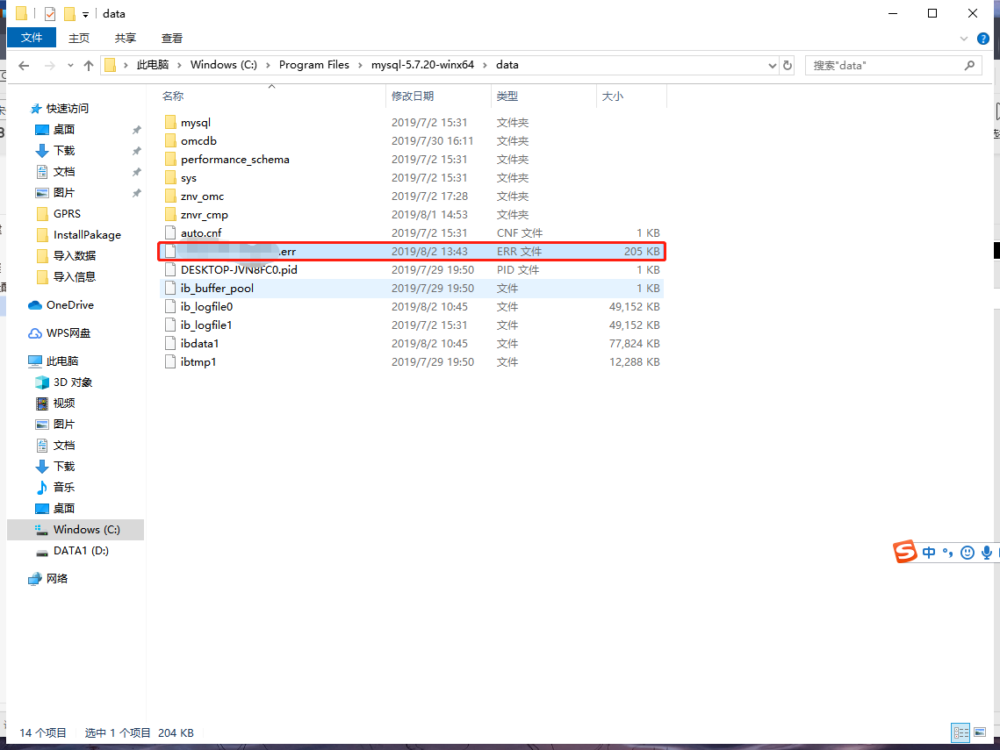 data
文件 主页 共享 查看
此电脑 Windows (C:) Program Files mysql-5.7.20-winx64 data 搜索"data"
名称 修改日期 类型 大小
快速访问
桌面
下载
文档
图片
GPRS
InstallPakage
导入数据
导入信息
OneDrive
WPS网盘
此电脑
3D 对象
视频
图片
文档
下载
音乐
桌面
Windows (C:)
DATA1 (D:)
网络
mysql 2019/7/2 15:31 文件夹
omcdb 2019/7/30 16:11 文件夹
performance_schema 2019/7/2 15:31 文件夹
sys 2019/7/2 15:31 文件夹
znv_omc 2019/7/2 17:28 文件夹
znvr_cmp 2019/8/1 14:53 文件夹
auto.cnf 2019/7/2 15:31 CNF 文件 1 KB
.err 2019/8/2 13:43 ERR 文件 205 KB
DESKTOP-JVN8FC0.pid 2019/7/29 19:50 PID 文件 1 KB
ib_buffer_pool 2019/7/29 19:50 文件 1 KB
ib_logfile0 2019/8/2 10:45 文件 49,152 KB
ib_logfile1 2019/7/2 15:31 文件 49,152 KB
ibdata1 2019/8/2 10:45 文件 77,824 KB
ibtmp1 2019/7/29 19:50 文件 12,288 KB
中
14 个项目 选中 1 个项目 204 KB